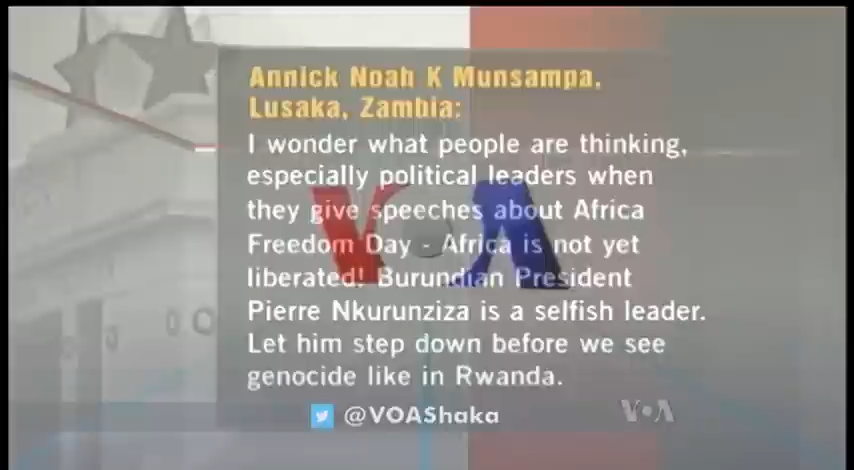 Annick Noah K Munsampa,
Lusaka, Zambia:
I wonder what people are thinking,
especially political leaders when
they give speeches about Africa
Freedom Day - Africa is not yet
liberated! Burundian President
Pierre Nkurunziza is a selfish leader.
Let him step down before we see
genocide like in Rwanda.
@VOAShaka
VOA
VOA